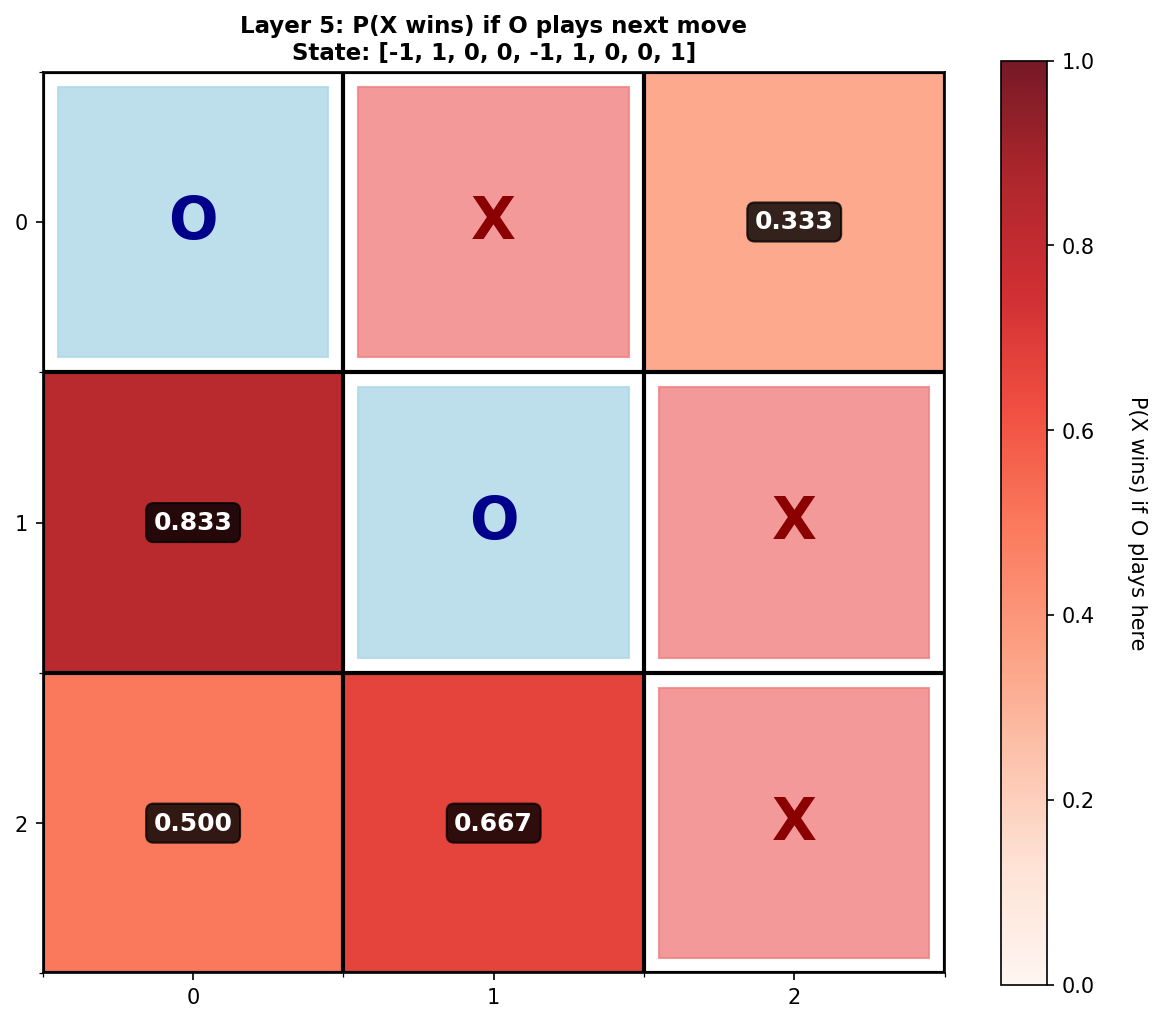 Layer 5: P(X wins) if O plays next move
State: [-1, 1, 0, 0, -1, 1, 0, 0, 1]
O
X
0.333
0.833
O
X
0.500
0.667
X
0
1
2
0
1
2
1.0
0.8
0.6
0.4
0.2
0.0
P(X wins) if O plays here